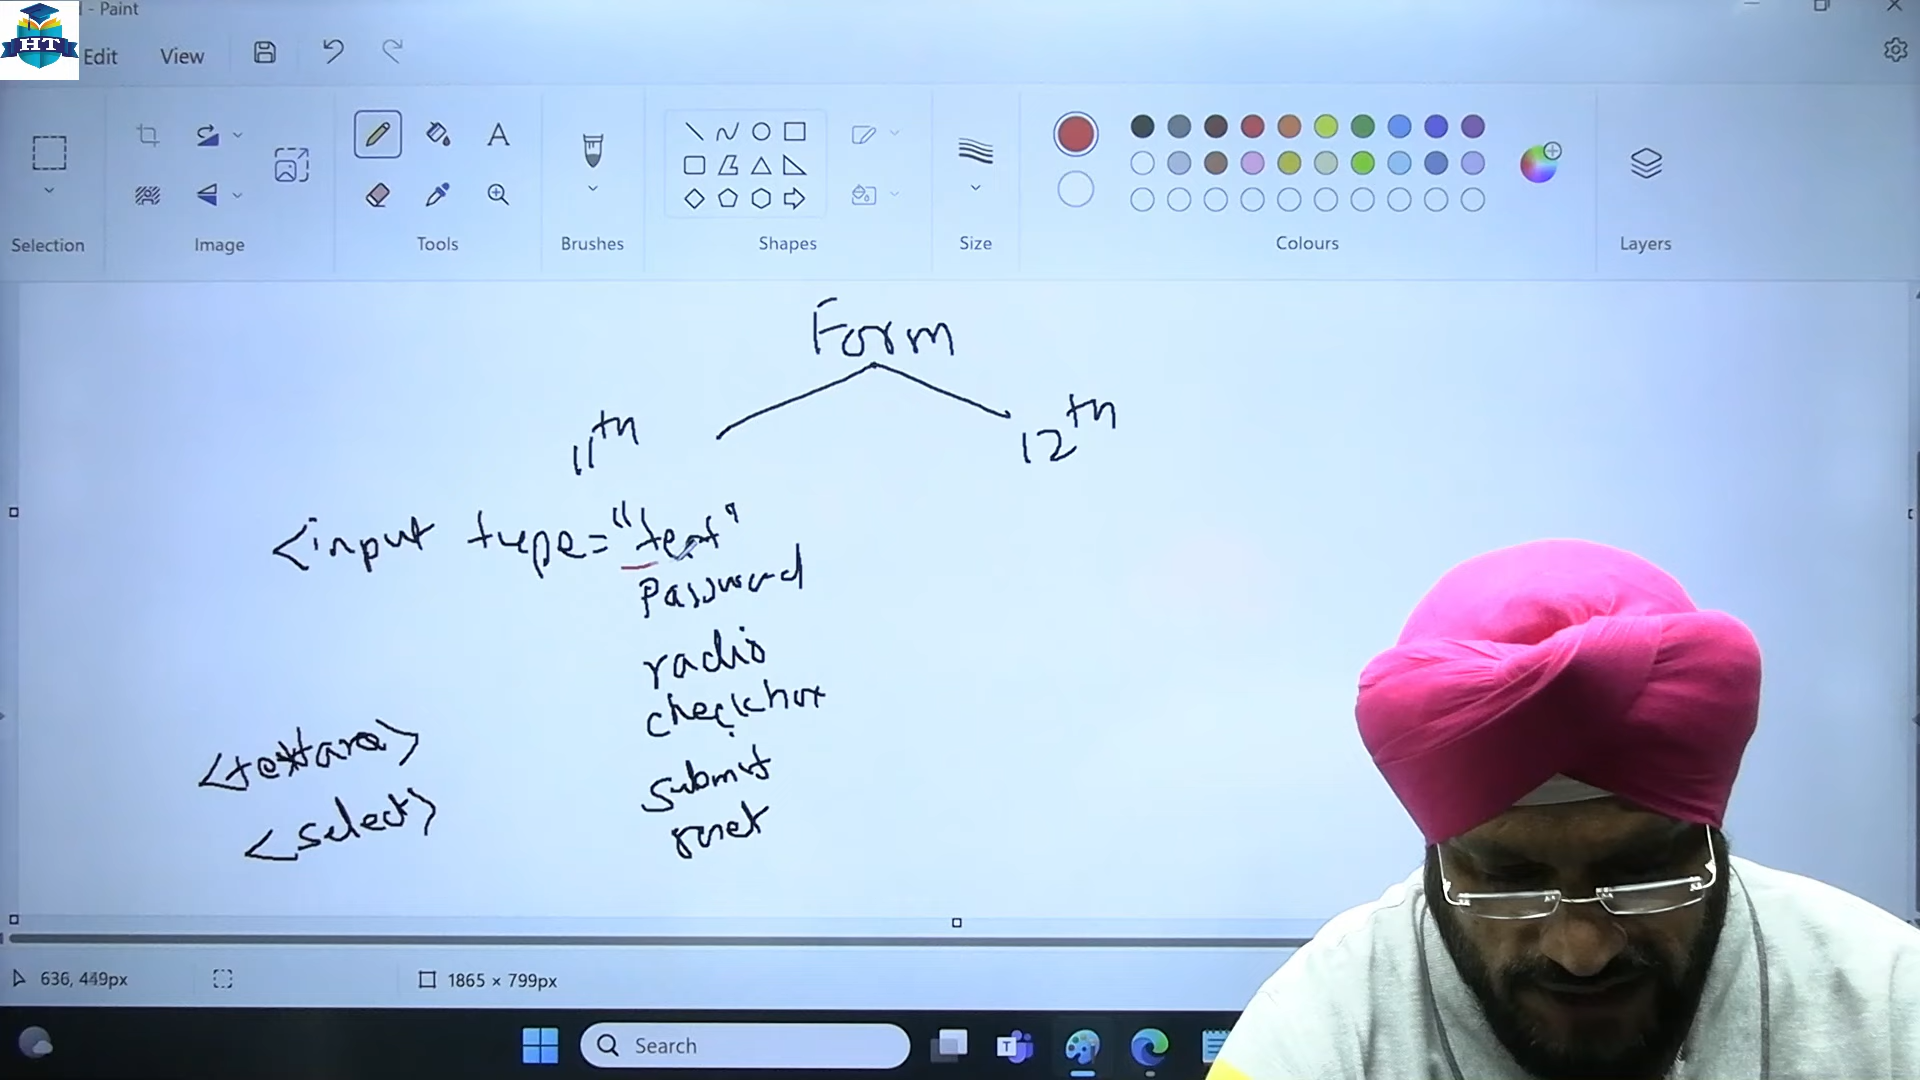 HT
- Paint
Edit View
Selection
Image
Tools
Brushes
Shapes
Size
Colours
Layers
Form
11th
12th
<input type="text"
Password
radio
checkbox
<textarea>
submit
<select>
reset
636, 449px
1865 × 799px
Search
T